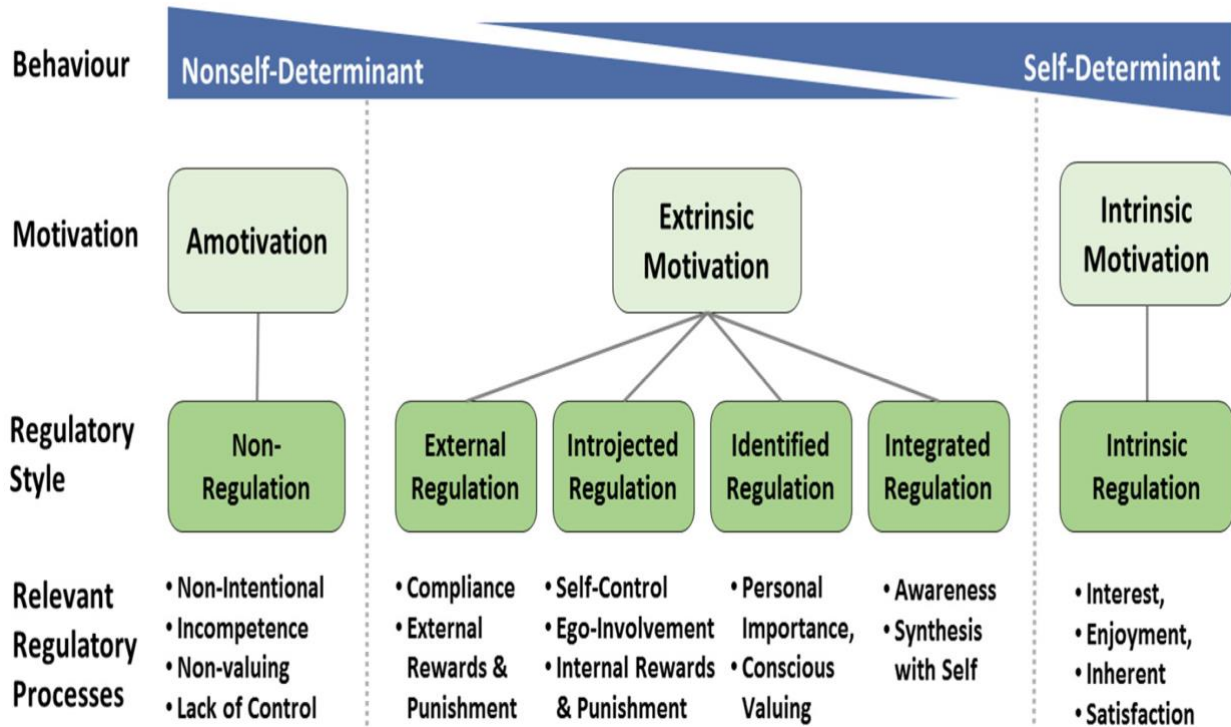 Behaviour
Nonself-Determinant
Self-Determinant
Motivation
Amotivation
Extrinsic
Motivation
Intrinsic
Motivation
Regulatory
Style
Non-
Regulation
External
Regulation
Introjected
Regulation
Identified
Regulation
Integrated
Regulation
Intrinsic
Regulation
Relevant
Regulatory
Processes
• Non-Intentional
• Incompetence
• Non-valuing
• Lack of Control
• Compliance
• External
Rewards &
Punishment
• Self-Control
• Ego-Involvement
• Internal Rewards
& Punishment
• Personal
Importance,
• Conscious
Valuing
• Awareness
• Synthesis
with Self
• Interest,
• Enjoyment,
• Inherent
• Satisfaction